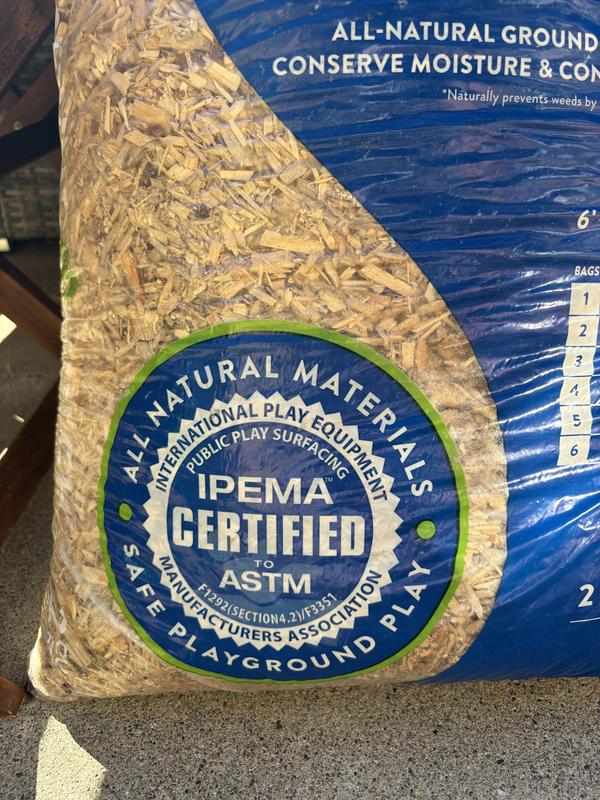 ALL-NATURAL GROUND
CONSERVE MOISTURE & CON
*Naturally prevents weeds by
6'
BAGS
1
2
3
4
5
6
2
ALL NATURAL MATERIALS
INTERNATIONAL PLAY EQUIPMENT
PUBLIC PLAY SURFACING
IPEMA™
CERTIFIED
TO
ASTM
F1292(SECTION4.2)/F3351
MANUFACTURERS ASSOCIATION
SAFE PLAYGROUND PLAY